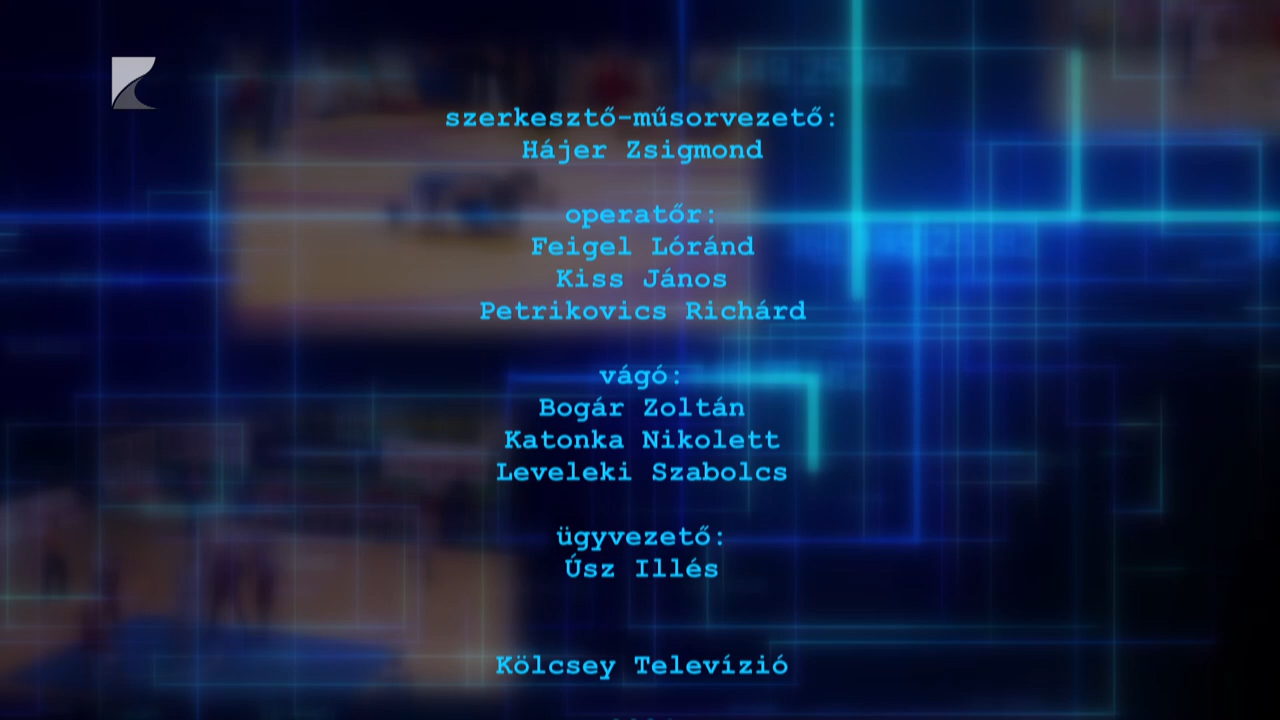 szerkesztő-műsorvezető:
Hájer Zsigmond
operatőr:
Feigel Lóránd
Kiss János
Petrikovics Richárd
vágó:
Bogár Zoltán
Katonka Nikolett
Leveleki Szabolcs
ügyvezető:
Úsz Illés
Kölcsey Televízió